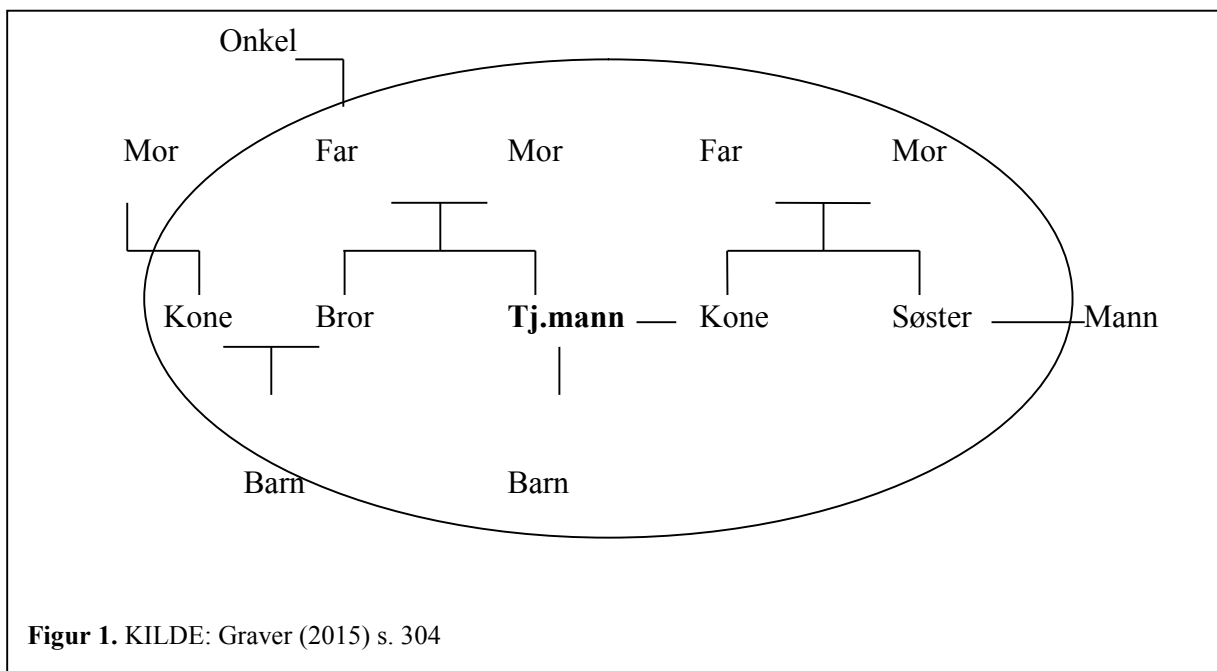 Onkel
Mor Far Mor Far Mor
Kone Bror Tj.mann Kone Søster Mann
Barn Barn
Figur 1. KILDE: Graver (2015) s. 304